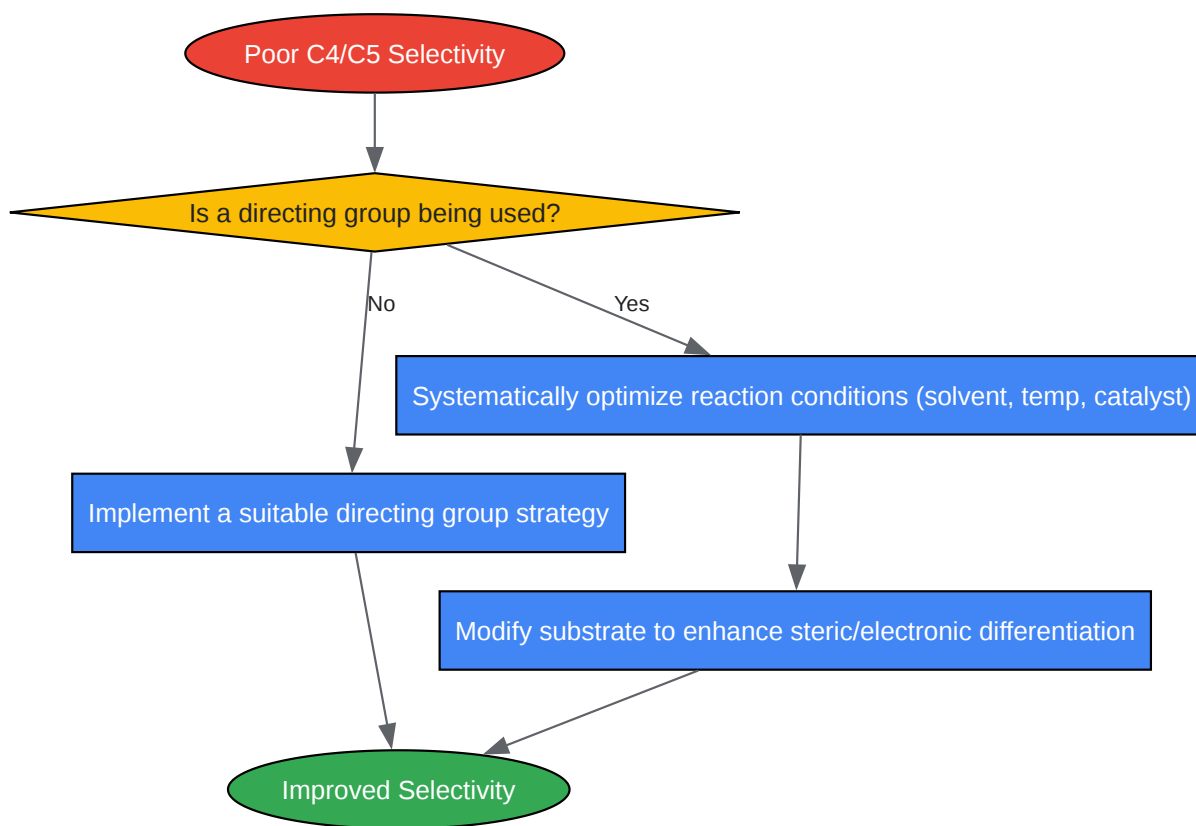 Poor C4/C5 Selectivity
Is a directing group being used?
No
Yes
Systematically optimize reaction conditions (solvent, temp, catalyst)
Implement a suitable directing group strategy
Modify substrate to enhance steric/electronic differentiation
Improved Selectivity